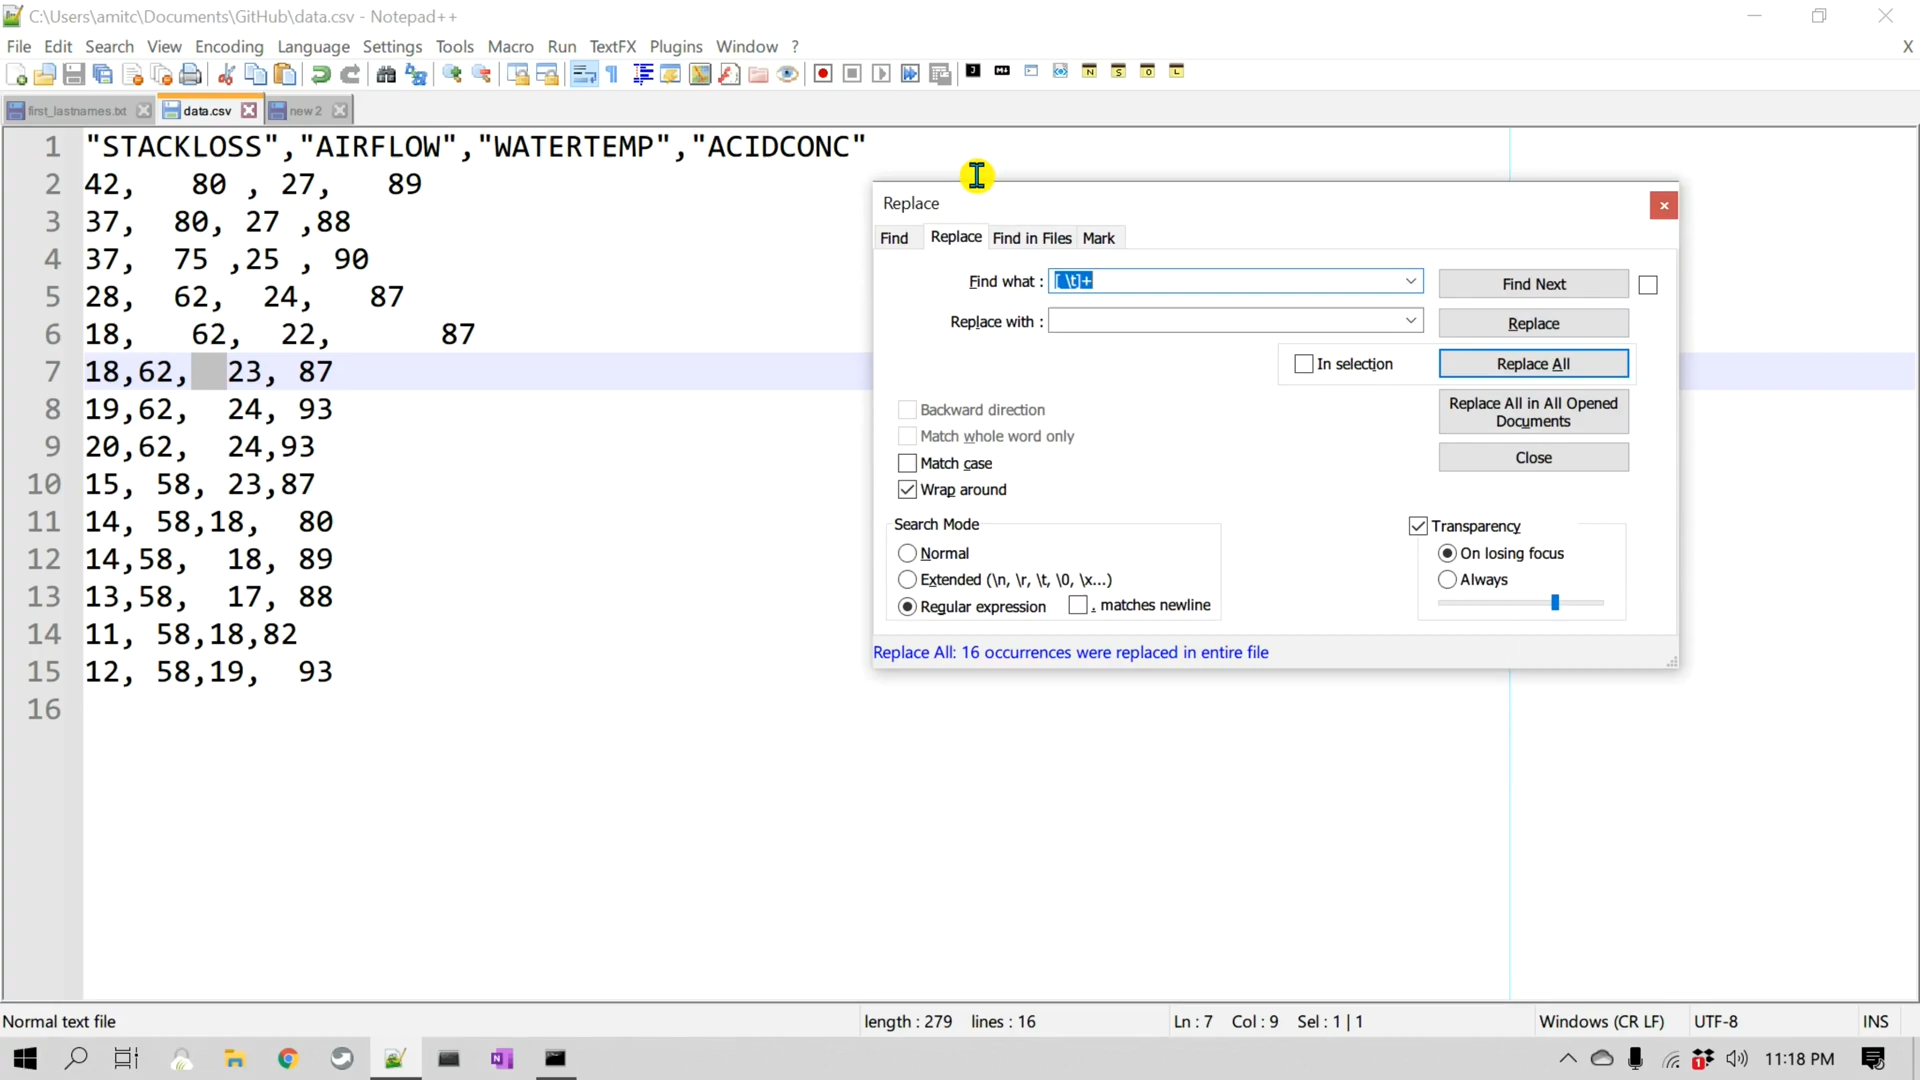 C:\Users\amitc\Documents\GitHub\data.csv - Notepad++
File Edit Search View Encoding Language Settings Tools Macro Run TextFX Plugins Window ? X
first_lastnames.txt data.csv new 2
1 "STACKLOSS","AIRFLOW","WATERTEMP","ACIDCONC"
2 42,   80 , 27,   89
3 37,  80, 27 ,88
4 37,  75 ,25 , 90
5 28,  62,  24,   87
6 18,   62,  22,      87
7 18,62,  23, 87
8 19,62,  24, 93
9 20,62,  24,93
10 15, 58, 23,87
11 14, 58,18,  80
12 14,58,  18, 89
13 13,58,  17, 88
14 11, 58,18,82
15 12, 58,19,  93
16
Replace
Find Replace Find in Files Mark
Find what : [ \t]+ Find Next
Replace with : Replace
In selection Replace All
Replace All in All Opened
Documents
Close
Backward direction
Match whole word only
Match case
Wrap around
Search Mode
Normal
Extended (\n, \r, \t, \0, \x...)
Regular expression . matches newline
Transparency
On losing focus
Always
Replace All: 16 occurrences were replaced in entire file
Normal text file length : 279 lines : 16 Ln : 7 Col : 9 Sel : 1 | 1 Windows (CR LF) UTF-8 INS
11:18 PM